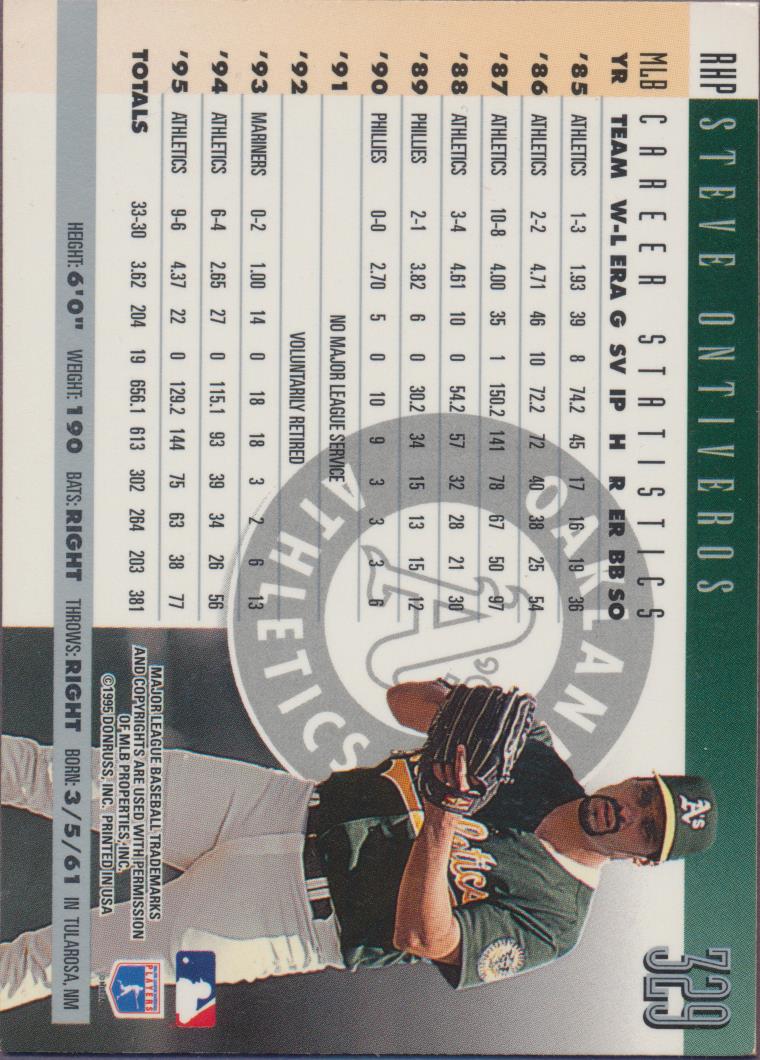 RHP STEVE ONTIVEROS 329
MLB CAREER STATISTICS
YR TEAM W-L ERA G SV IP H R ER BB SO
'85 ATHLETICS 1-3 1.93 39 8 74.2 45 17 16 19 36
'86 ATHLETICS 2-2 4.71 46 10 72.2 72 40 38 25 54
'87 ATHLETICS 10-8 4.00 35 1 150.2 141 78 67 50 97
'88 ATHLETICS 3-4 4.61 10 0 54.2 57 32 28 21 30
'89 PHILLIES 2-1 3.82 6 0 30.2 34 15 13 15 12
'90 PHILLIES 0-0 2.70 5 0 10 9 3 3 3 6
'91 NO MAJOR LEAGUE SERVICE
'92 VOLUNTARILY RETIRED
'93 MARINERS 0-2 1.00 14 0 18 18 3 2 6 13
'94 ATHLETICS 6-4 2.65 27 0 115.1 93 39 34 26 56
'95 ATHLETICS 9-6 4.37 22 0 129.2 144 75 63 38 77
TOTALS 33-30 3.62 204 19 656.1 613 302 264 203 381
OAKLAND
A's
ATHLETICS
A's
MAJOR LEAGUE BASEBALL TRADEMARKS
AND COPYRIGHTS ARE USED WITH PERMISSION
OF MLB PROPERTIES, INC.
©1995 DONRUSS, INC. PRINTED IN USA
PLAYERS
HEIGHT: 6'0" WEIGHT: 190 BATS: RIGHT THROWS: RIGHT BORN: 3/5/61 IN TULAROSA, NM